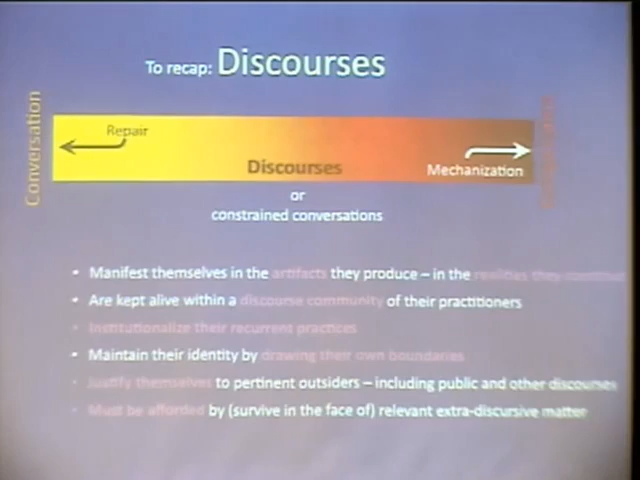 To recap: Discourses
Conversation
Repair
Discourses
Mechanization
or
constrained conversations
• Manifest themselves in the artifacts they produce – in the realities they
• Are kept alive within a discourse community of their practitioners
• Institutionalize their recurrent practices
• Maintain their identity by drawing their own boundaries
• Justify themselves to pertinent outsiders – including public and other discourses
• Must be afforded by (survive in the face of) relevant extra-discursive matter